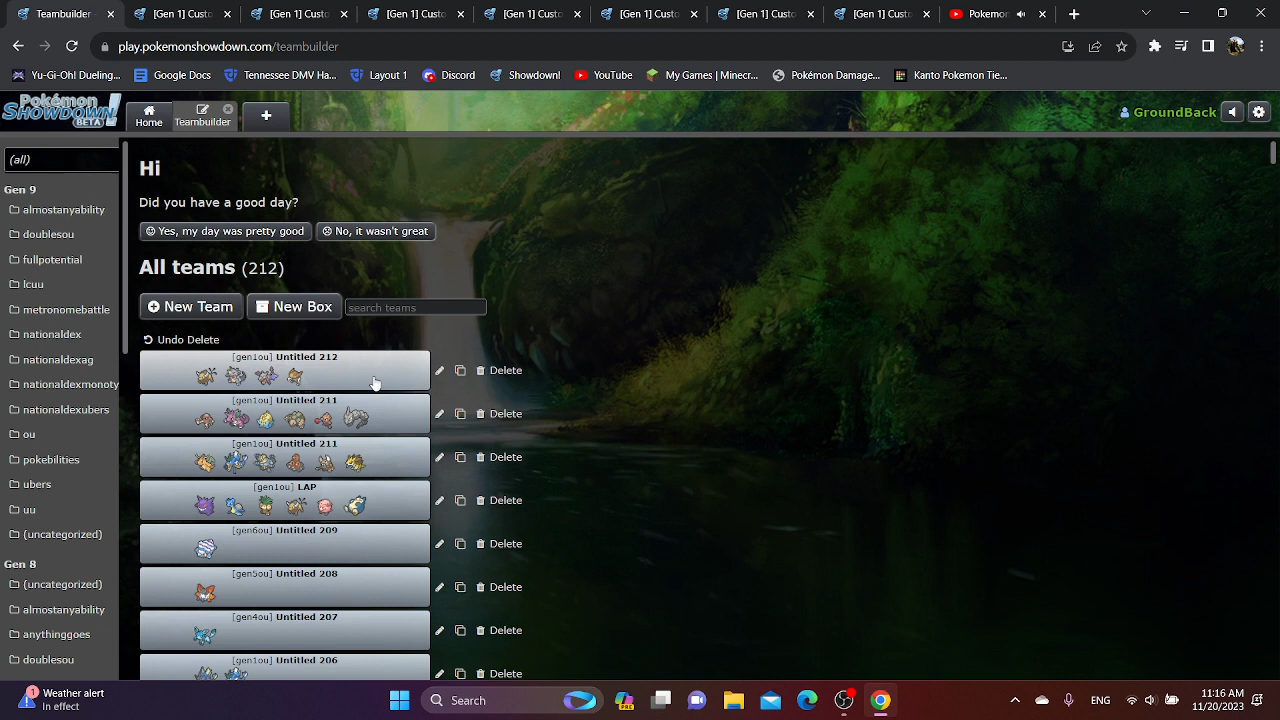 Teambuilder
[Gen 1] Custo
[Gen 1] Custo
[Gen 1] Custo
[Gen 1] Custo
[Gen 1] Custo
[Gen 1] Custo
[Gen 1] Custo
Pokemon
play.pokemonshowdown.com/teambuilder
Yu-Gi-Oh! Dueling...
Google Docs
Tennessee DMV Ha...
Layout 1
Discord
Showdown!
YouTube
My Games | Minecr...
Pokémon Damage...
Kanto Pokemon Tie...
Pokémon
SHOWDOWN!
BETA
Home
Teambuilder
GroundBack
(all)
Gen 9
almostanyability
doublesou
fullpotential
lcuu
metronomebttle
nationaldex
nationaldexag
nationaldexmonoty
nationaldexubers
ou
pokebilities
ubers
uu
(uncategorized)
Gen 8
(uncategorized)
almostanyability
anythinggoes
doublesou
Hi
Did you have a good day?
Yes, my day was pretty good
No, it wasn't great
All teams (212)
New Team
New Box
search teams
Undo Delete
[gen1ou] Untitled 212
Delete
[gen1ou] Untitled 211
Delete
[gen1ou] Untitled 211
Delete
[gen1ou] LAP
Delete
[gen6ou] Untitled 209
Delete
[gen5ou] Untitled 208
Delete
[gen4ou] Untitled 207
Delete
[gen1ou] Untitled 206
Delete
1
Weather alert
In effect
Search
PRE
ENG
11:16 AM
11/20/2023